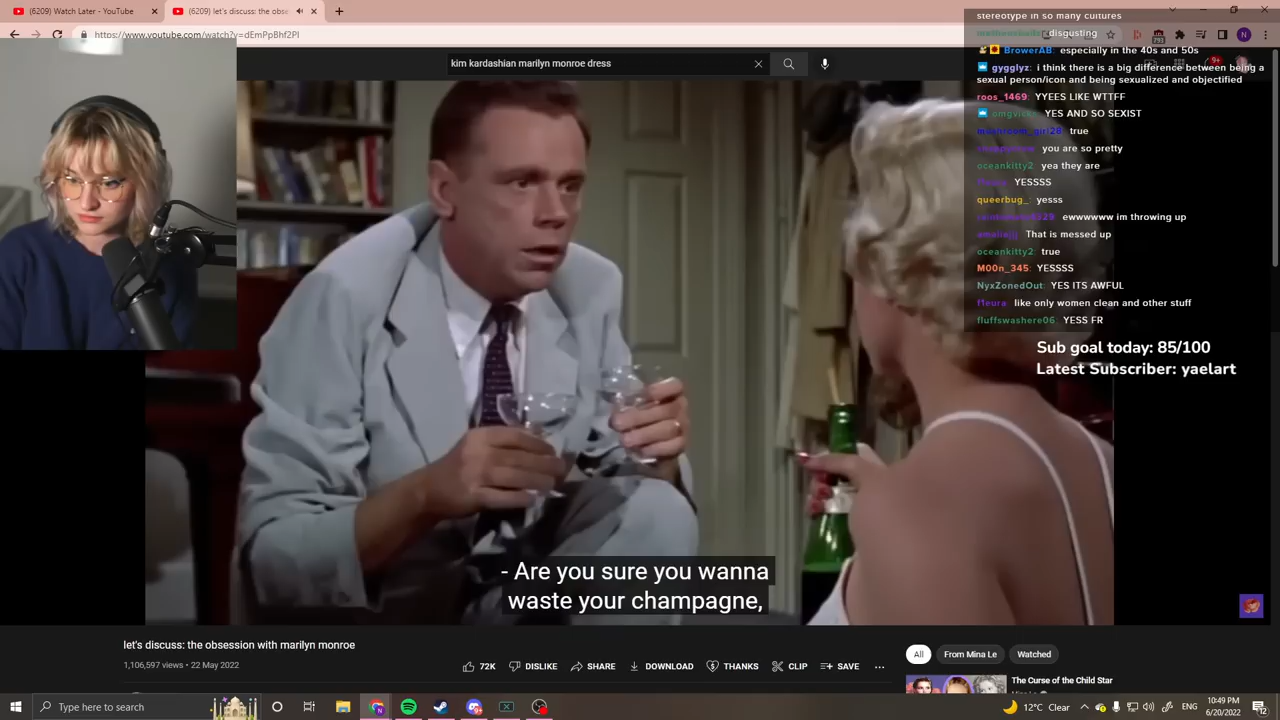 (6209) Watch Later - YouTube
(6209) let's discuss: the obs
https://www.youtube.com/watch?v=dEmPpBhf2PI
N
793
9+
kim kardashian marilyn monroe dress
stereotype in so many cultures
disgusting
BrowerAB: especially in the 40s and 50s
gygglyz: i think there is a big difference between being a
sexual person/icon and being sexualized and objectified
roos_1469: YYEES LIKE WTTFF
YES AND SO SEXIST
true
you are so pretty
oceankitty2: yea they are
YESSSS
queerbug_: yesss
ewwwwww im throwing up
That is messed up
oceankitty2: true
M00n_345: YESSSS
NyxZonedOut: YES ITS AWFUL
f1eura: like only women clean and other stuff
fluffswashere06: YESS FR
Sub goal today: 85/100
Latest Subscriber: yaelart
- Are you sure you wanna
waste your champagne,
let's discuss: the obsession with marilyn monroe
1,106,597 views • 22 May 2022
72K
DISLIKE
SHARE
DOWNLOAD
THANKS
CLIP
SAVE
All
From Mina Le
Watched
The Curse of the Child Star
Type here to search
12°C Clear
10:49 PM
6/20/2022
12